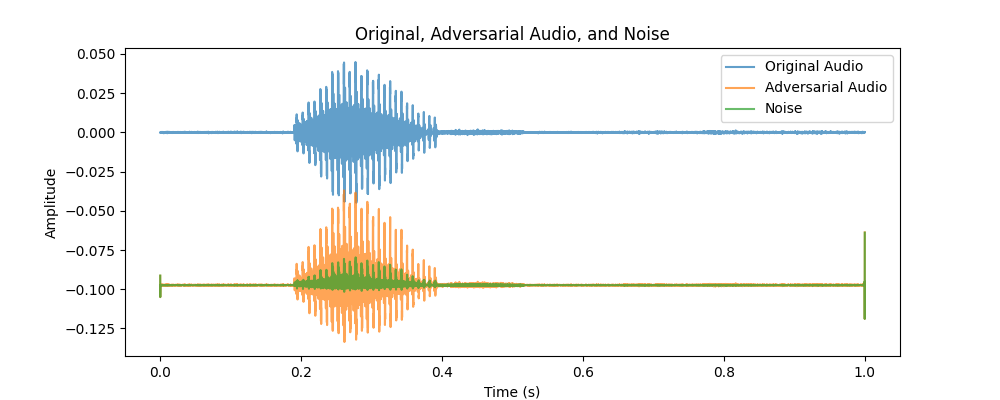 Original, Adversarial Audio, and Noise
Original Audio
Adversarial Audio
Noise
0.050
0.025
0.000
−0.025
−0.050
−0.075
−0.100
−0.125
Amplitude
0.0 0.2 0.4 0.6 0.8 1.0
Time (s)